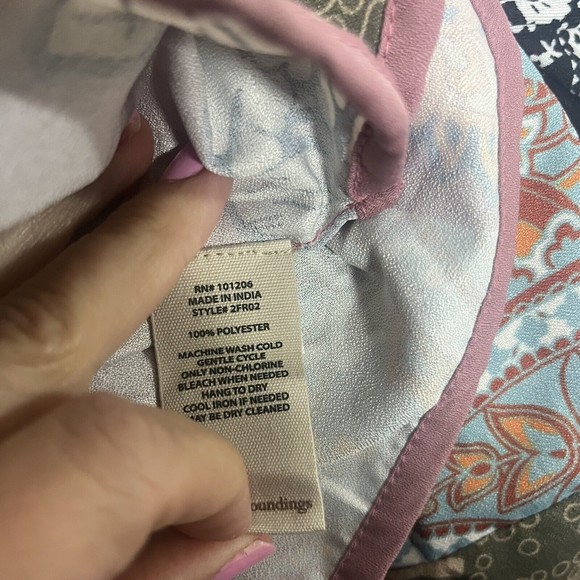 RN# 101206
MADE IN INDIA
STYLE# 2FR02
100% POLYESTER
MACHINE WASH COLD
GENTLE CYCLE
ONLY NON-CHLORINE
BLEACH WHEN NEEDED
HANG TO DRY
COOL IRON IF NEEDED
MAY BE DRY CLEANED
oundings